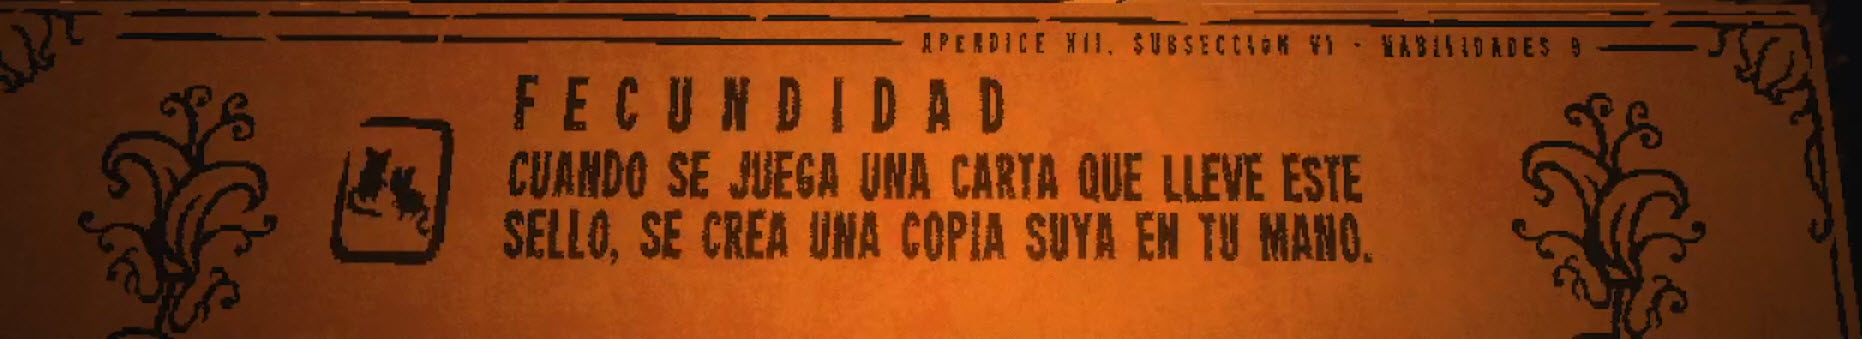 APENDICE XII, SUBSECCION VI - HABILIDADES 9
FECUNDIDAD
CUANDO SE JUEGA UNA CARTA QUE LLEVE ESTE
SELLO, SE CREA UNA COPIA SUYA EN TU MANO.